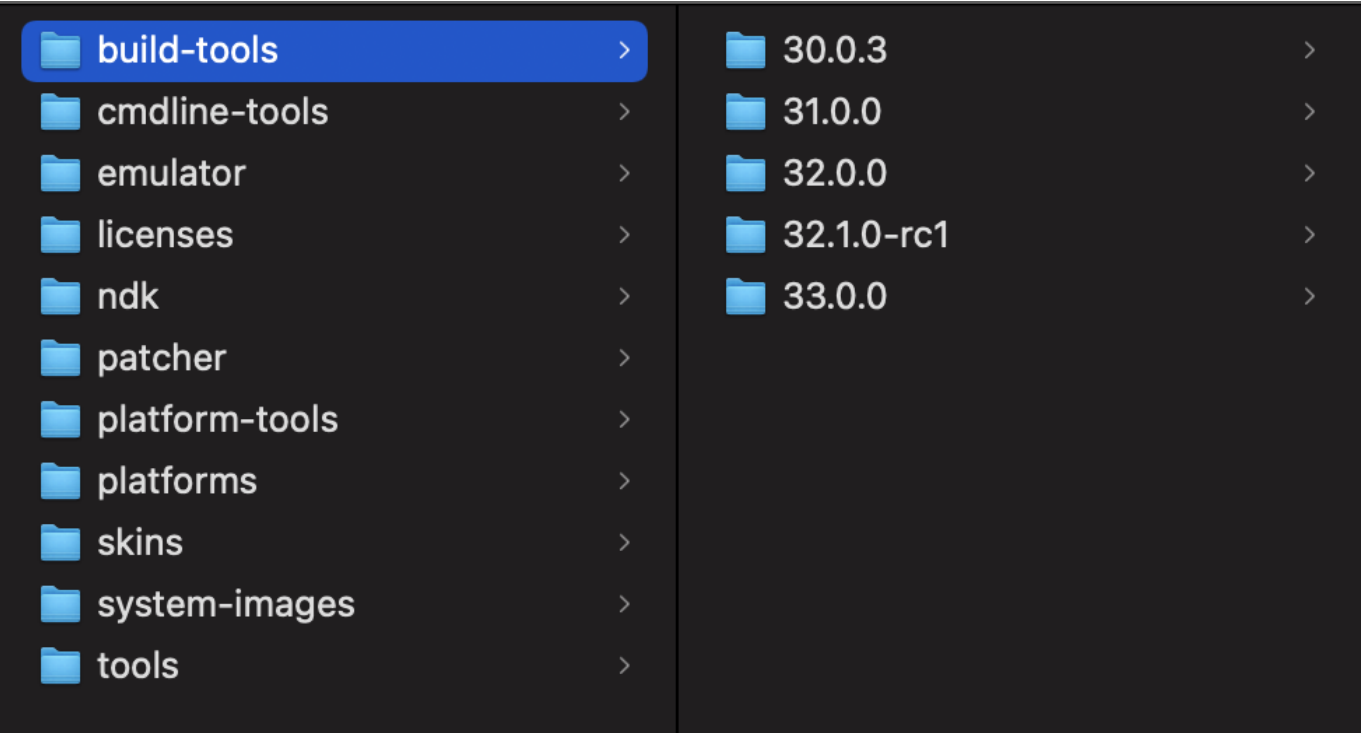 build-tools
cmdline-tools
emulator
licenses
ndk
patcher
platform-tools
platforms
skins
system-images
tools
30.0.3
31.0.0
32.0.0
32.1.0-rc1
33.0.0